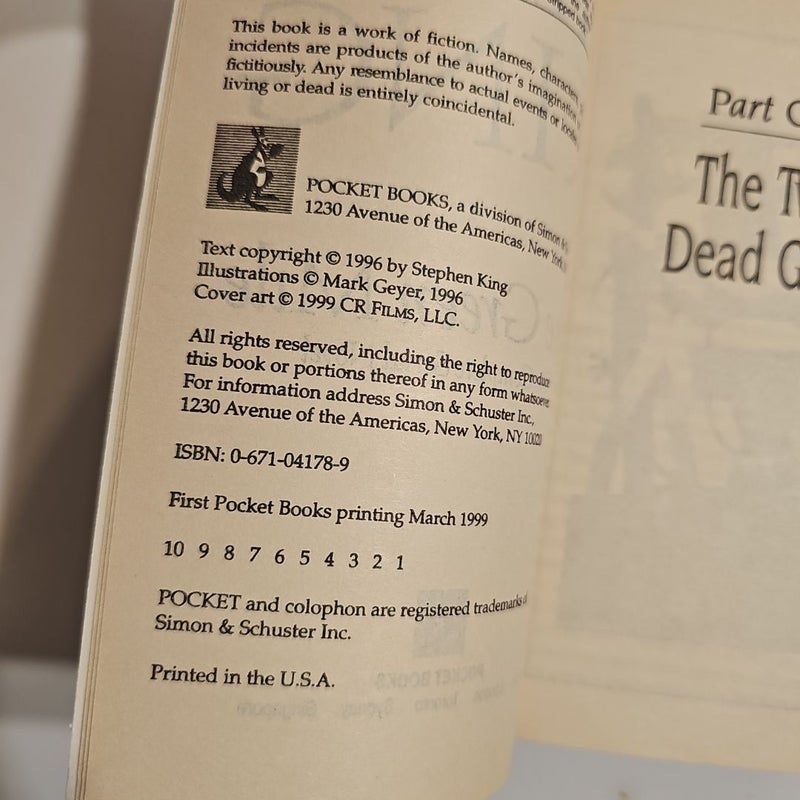 This book is a work of fiction. Names, characters,
incidents are products of the author's imagination
fictitiously. Any resemblance to actual events or
living or dead is entirely coincidental.
POCKET BOOKS, a division of Simon
1230 Avenue of the Americas, New York,
Text copyright © 1996 by Stephen King
Illustrations © Mark Geyer, 1996
Cover art © 1999 CR FILMS, LLC.
All rights reserved, including the right to reproduce
this book or portions thereof in any form whatsoever
For information address Simon & Schuster Inc.,
1230 Avenue of the Americas, New York, NY 10020
ISBN: 0-671-04178-9
First Pocket Books printing March 1999
10 9 8 7 6 5 4 3 2 1
POCKET and colophon are registered trademarks of
Simon & Schuster Inc.
Printed in the U.S.A.
Part
The
Dead